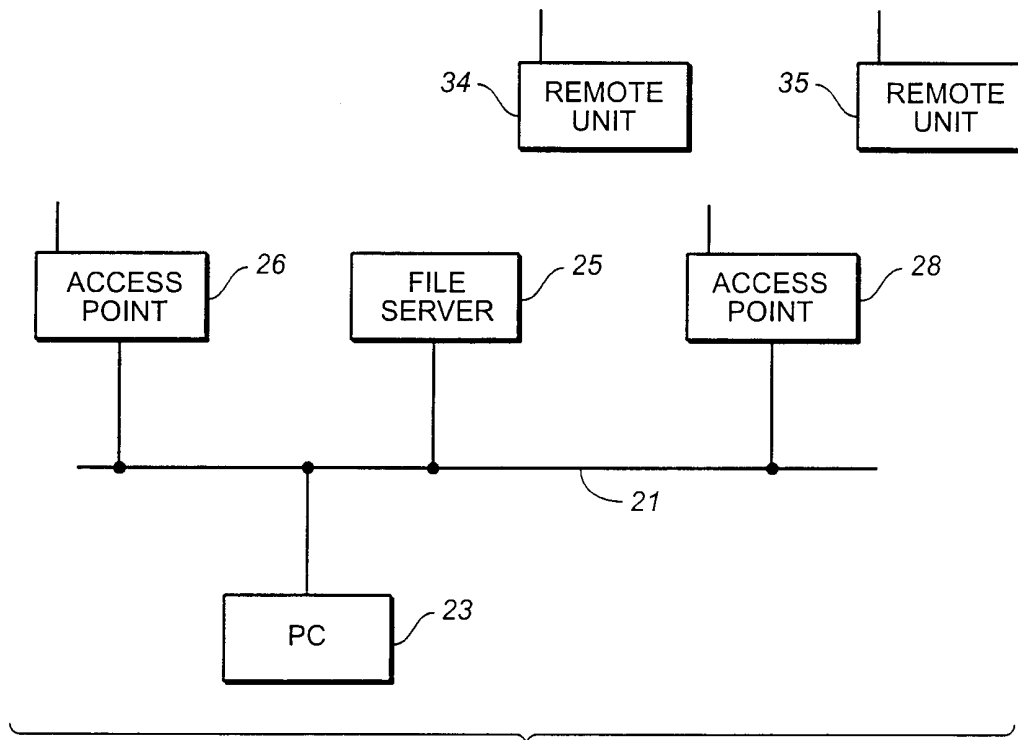 34
REMOTE
UNIT
35
REMOTE
UNIT
ACCESS
POINT
26
FILE
SERVER
25
ACCESS
POINT
28
21
PC
23